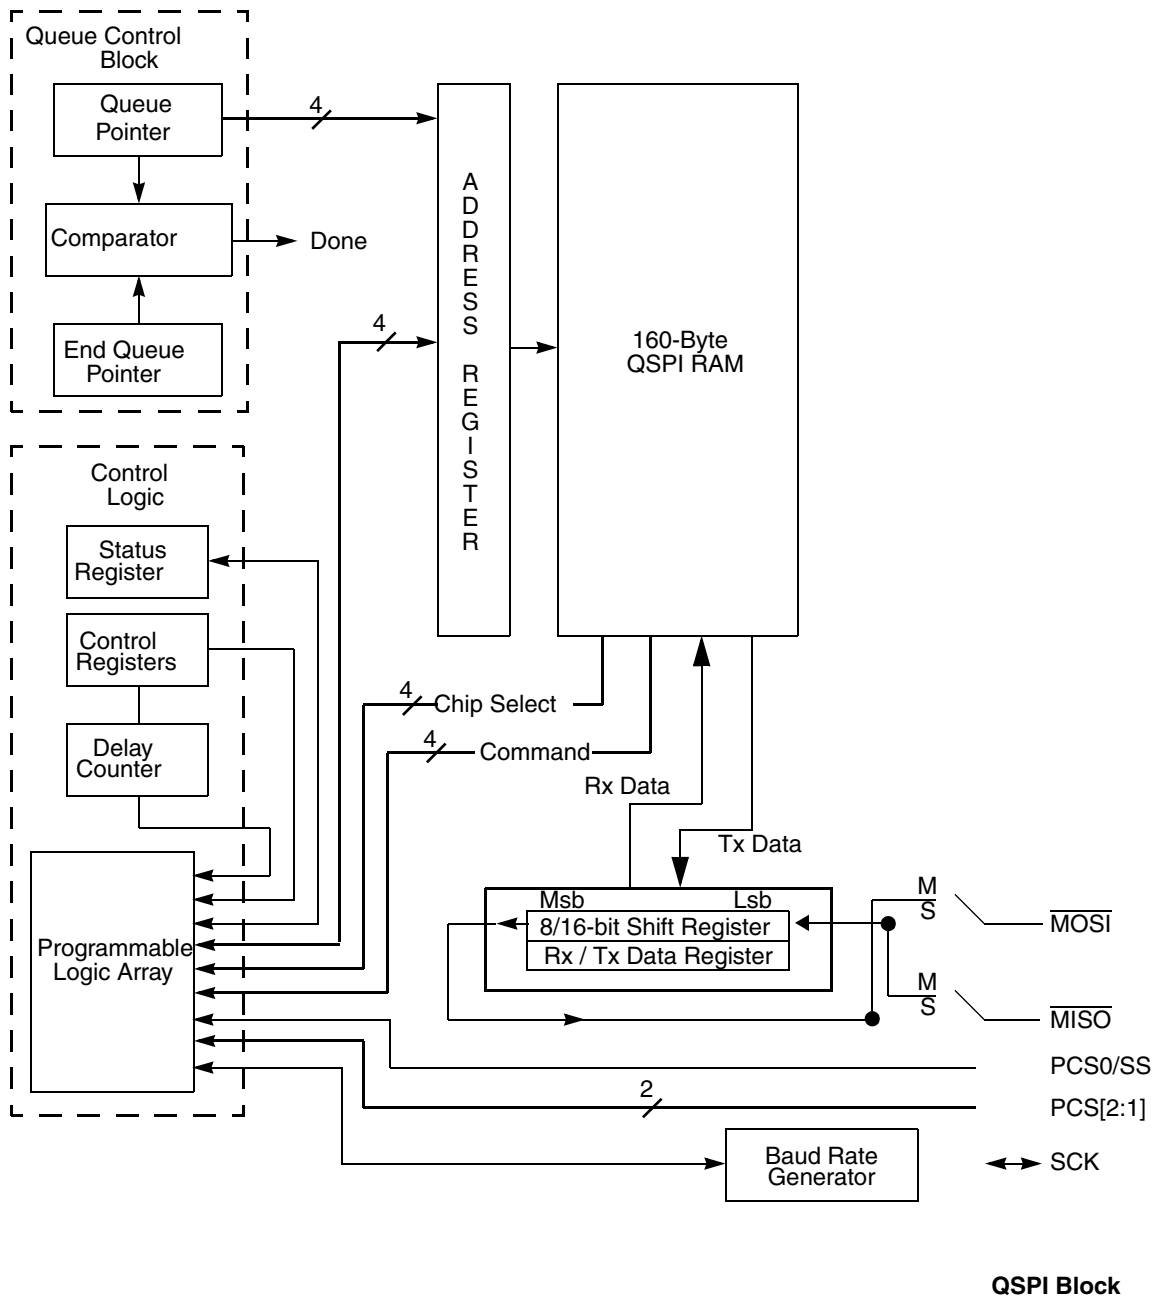 Queue Control
Block
Queue
Pointer
4
Comparator
Done
End Queue
Pointer
4
ADDRESS REGISTER
160-Byte
QSPI RAM
Control
Logic
Status
Register
Control
Registers
Delay
Counter
Programmable
Logic Array
4
Chip Select
4
Command
Rx Data
Tx Data
Msb
Lsb
8/16-bit Shift Register
Rx / Tx Data Register
M
S
MOSI
M
S
MISO
PCS0/SS
2
PCS[2:1]
Baud Rate
Generator
SCK
QSPI Block